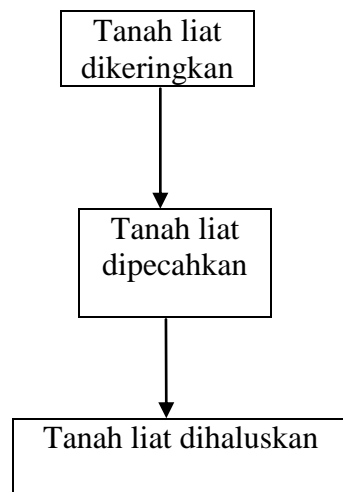 Tanah liat
dikeringkan
Tanah liat
dipecahkan
Tanah liat dihaluskan